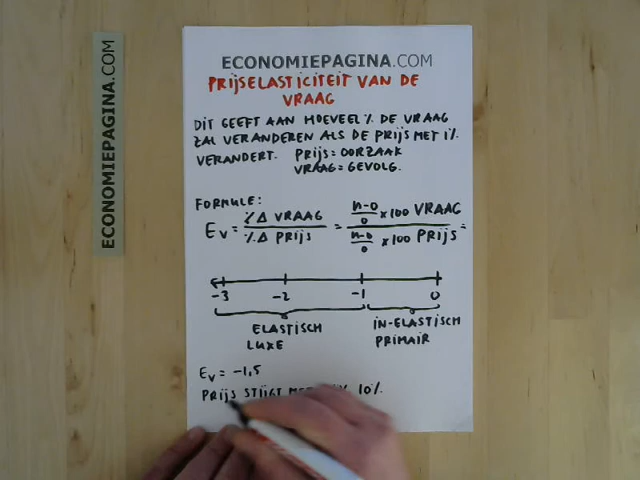 ECONOMIEPAGINA.COM
ECONOMIEPAGINA.COM
PRIJSELASTICITEIT VAN DE
VRAAG
DIT GEEFT AAN HOEVEEL % DE VRAAG
ZAL VERANDEREN ALS DE PRIJS MET 1%
VERANDERT. PRIJS = OORZAAK
VRAAG = GEVOLG.
FORMULE:
Ev = %Δ VRAAG / %Δ PRIJS = n-o/o × 100 VRAAG / n-o/o × 100 PRIJS =
-3 -2 -1 0
ELASTISCH
LUXE
IN-ELASTISCH
PRIMAIR
Ev = -1,5
PRIJS STIJGT 10%.